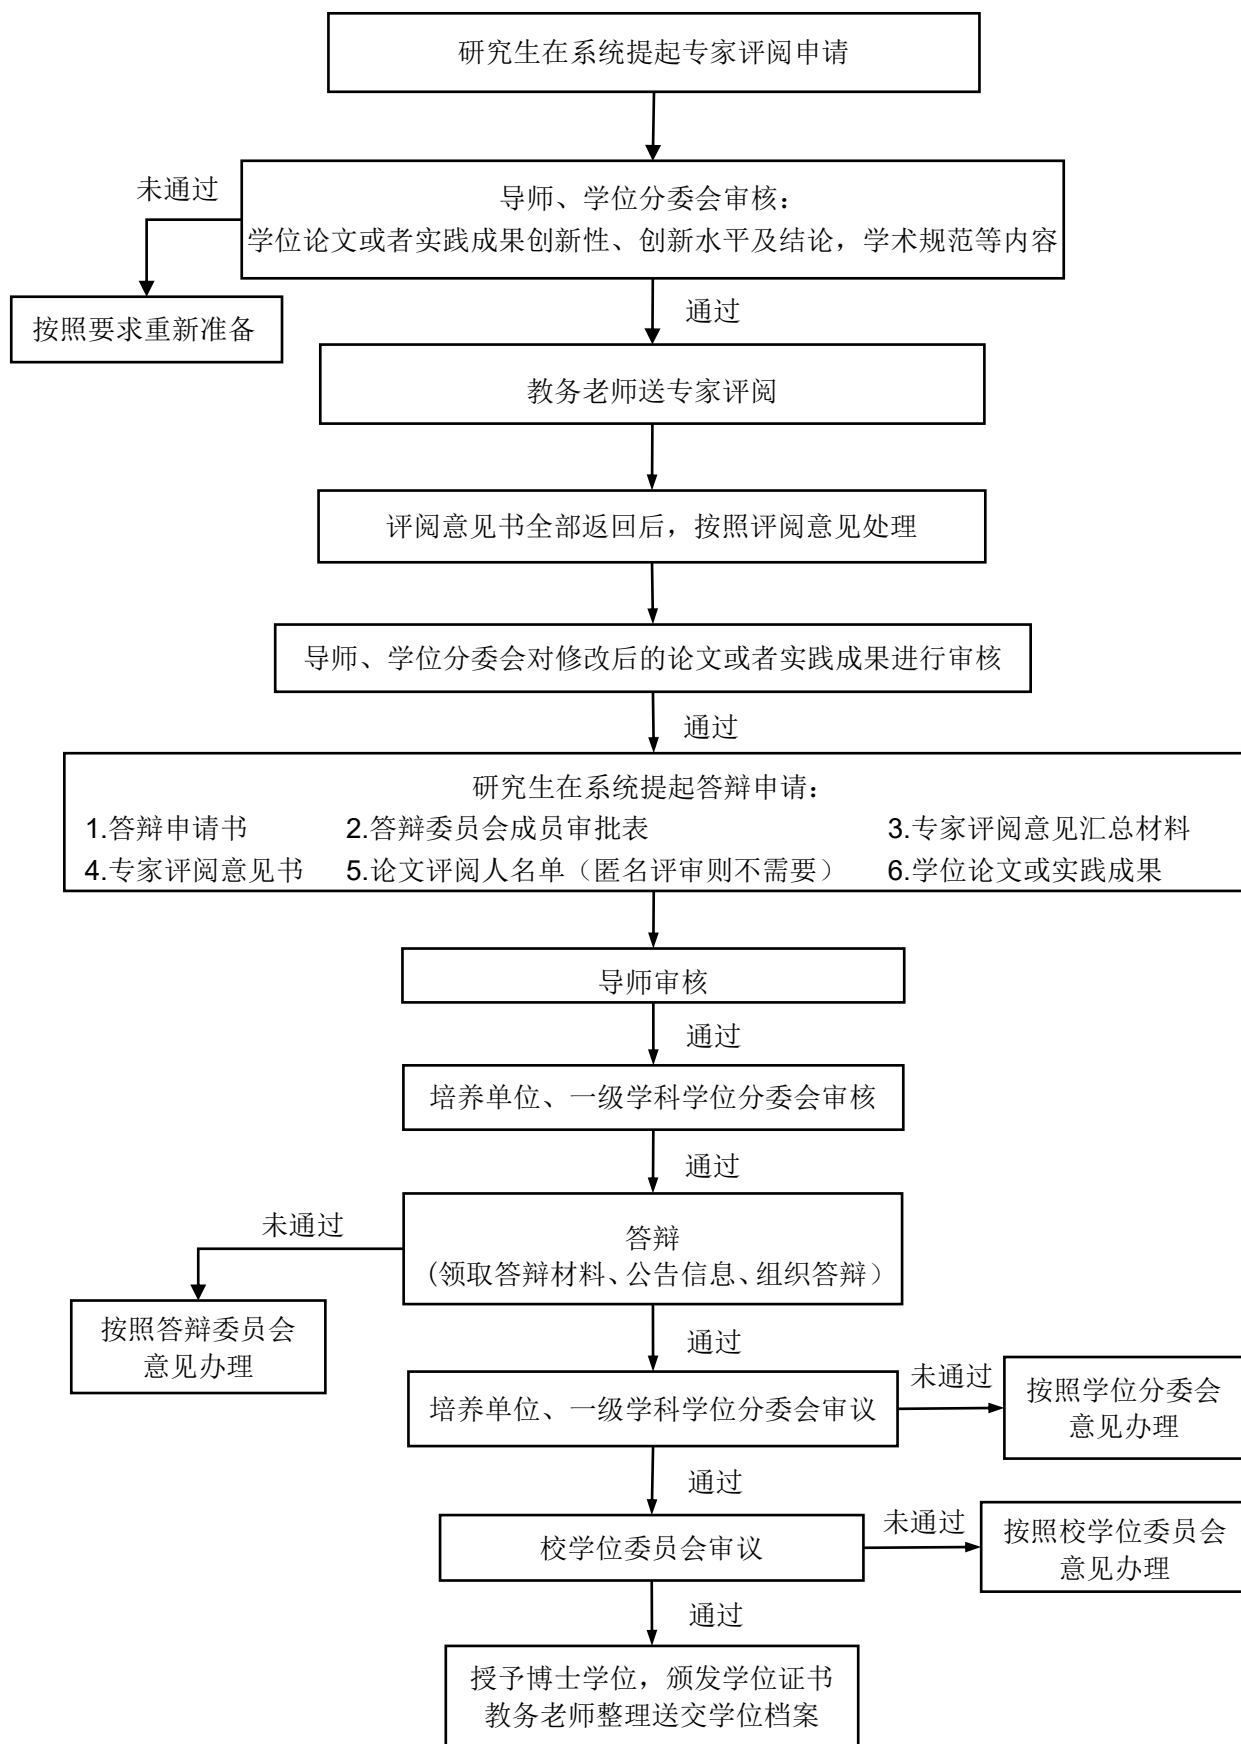 研究生在系统提起专家评阅申请
未通过
导师、学位分委会审核：
学位论文或者实践成果创新性、创新水平及结论，学术规范等内容
按照要求重新准备
通过
教务老师送专家评阅
评阅意见书全部返回后，按照评阅意见处理
导师、学位分委会对修改后的论文或者实践成果进行审核
通过
研究生在系统提起答辩申请：
1.答辩申请书 2.答辩委员会成员审批表 3.专家评阅意见汇总材料
4.专家评阅意见书 5.论文评阅人名单（匿名评审则不需要） 6.学位论文或实践成果
导师审核
通过
培养单位、一级学科学位分委会审核
通过
未通过
答辩
（领取答辩材料、公告信息、组织答辩）
按照答辩委员会
意见办理
通过
培养单位、一级学科学位分委会审议
未通过
按照学位分委会
意见办理
通过
校学位委员会审议
未通过
按照校学位委员会
意见办理
通过
授予博士学位，颁发学位证书
教务老师整理送交学位档案